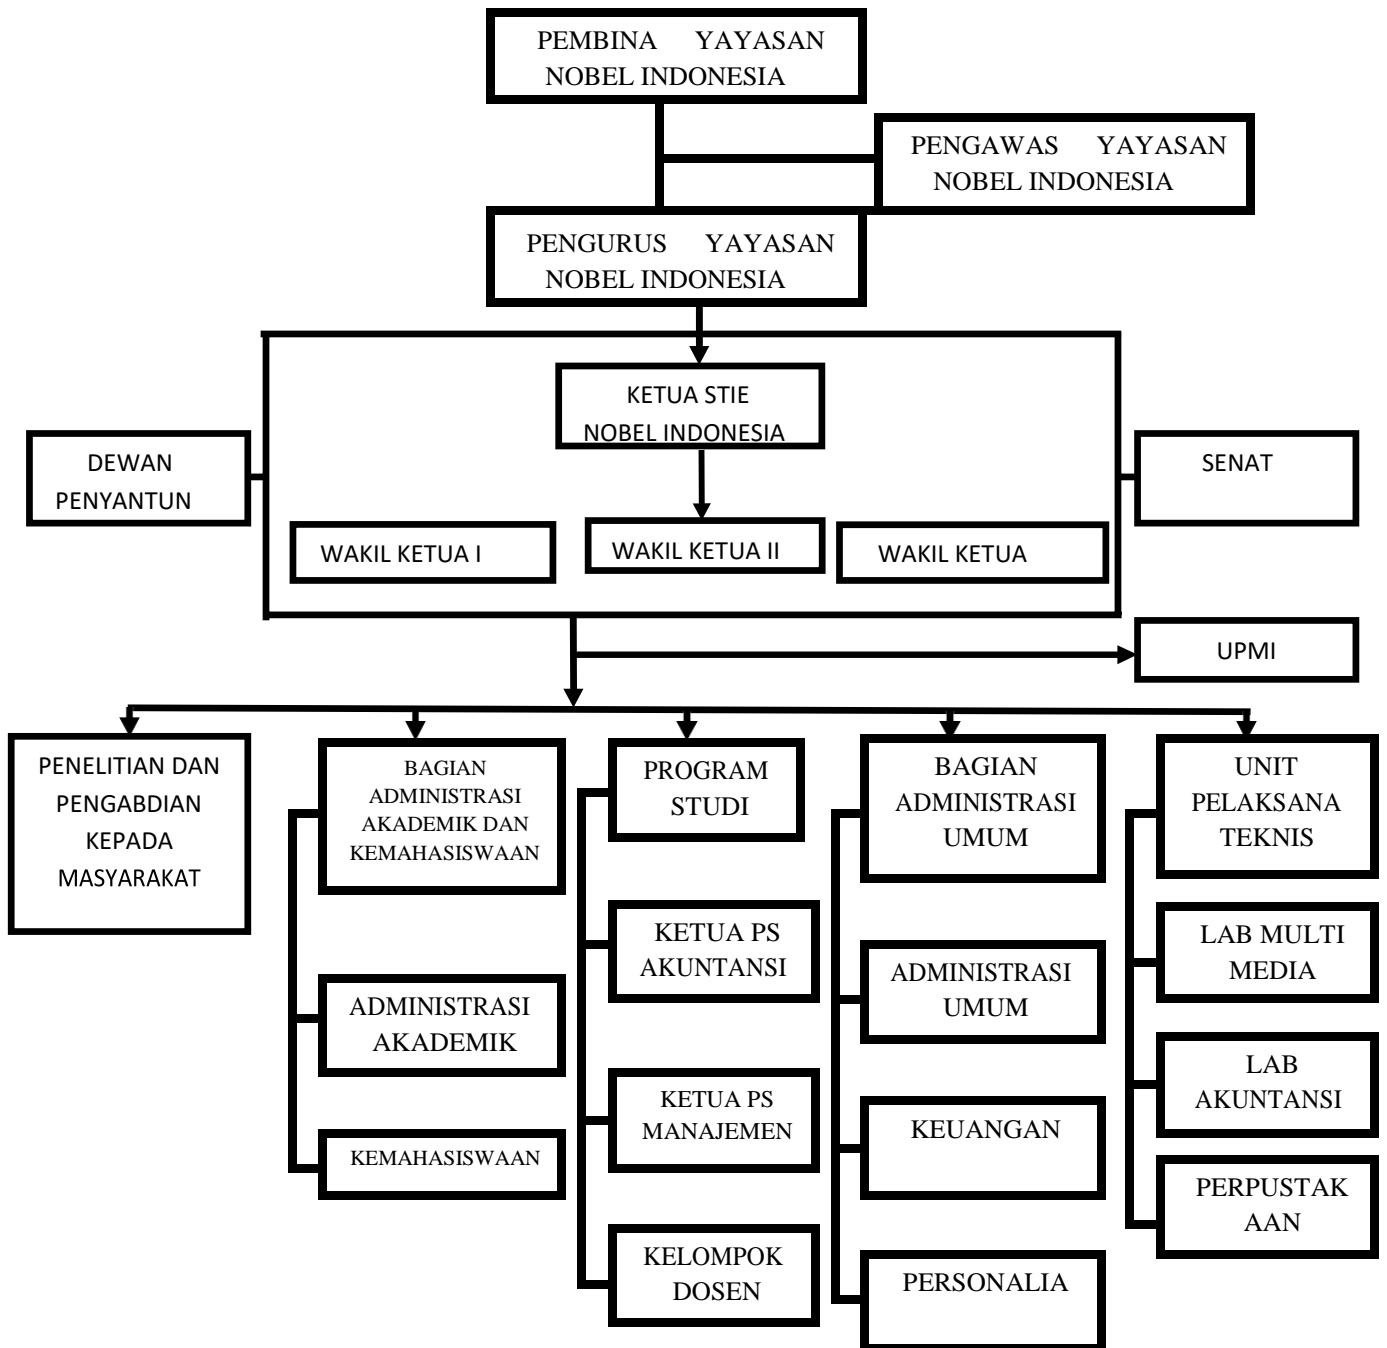 PEMBINA YAYASAN
NOBEL INDONESIA
PENGAWAS YAYASAN
NOBEL INDONESIA
PENGURUS YAYASAN
NOBEL INDONESIA
KETUA STIE
NOBEL INDONESIA
DEWAN
PENYANTUN
SENAT
WAKIL KETUA I
WAKIL KETUA II
WAKIL KETUA
UPMI
PENELITIAN DAN
PENGABDIAN
KEPADA
MASYARAKAT
BAGIAN
ADMINISTRASI
AKADEMIK DAN
KEMAHASISWAAN
PROGRAM
STUDI
BAGIAN
ADMINISTRASI
UMUM
UNIT
PELAKSANA
TEKNIS
ADMINISTRASI
AKADEMIK
KEMAHASISWAAN
KETUA PS
AKUNTANSI
KETUA PS
MANAJEMEN
KELOMPOK
DOSEN
ADMINISTRASI
UMUM
KEUANGAN
PERSONALIA
LAB MULTI
MEDIA
LAB
AKUNTANSI
PERPUSTAK
AAN